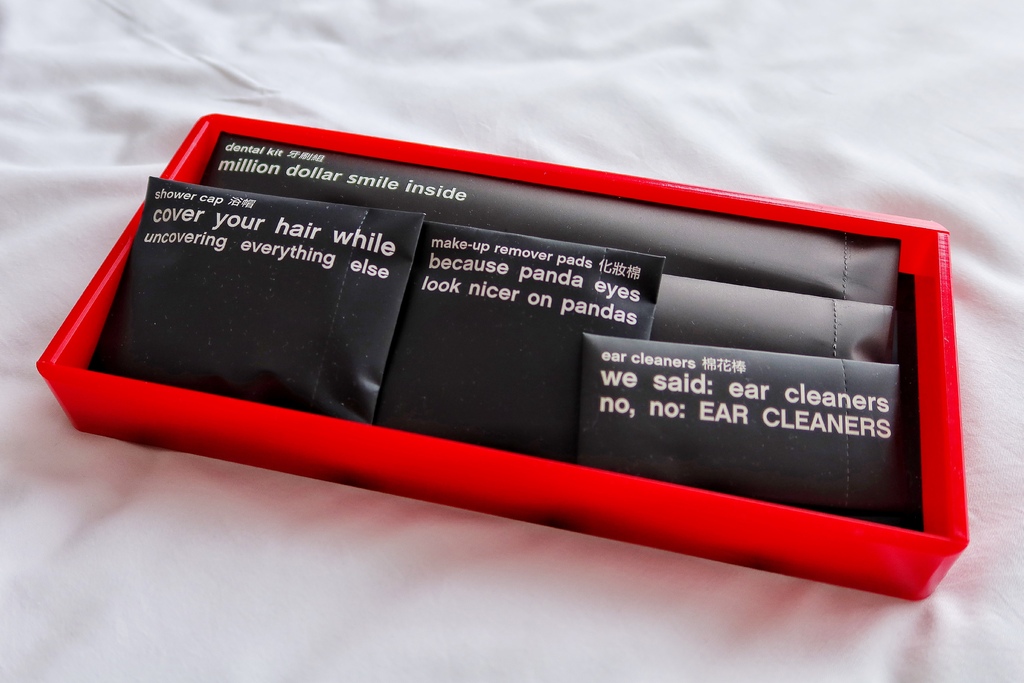 dental kit 牙刷組
million dollar smile inside
shower cap 浴帽
cover your hair while
uncovering everything else
make-up remover pads 化妝棉
because panda eyes
look nicer on pandas
ear cleaners 棉花棒
we said: ear cleaners
no, no: EAR CLEANERS